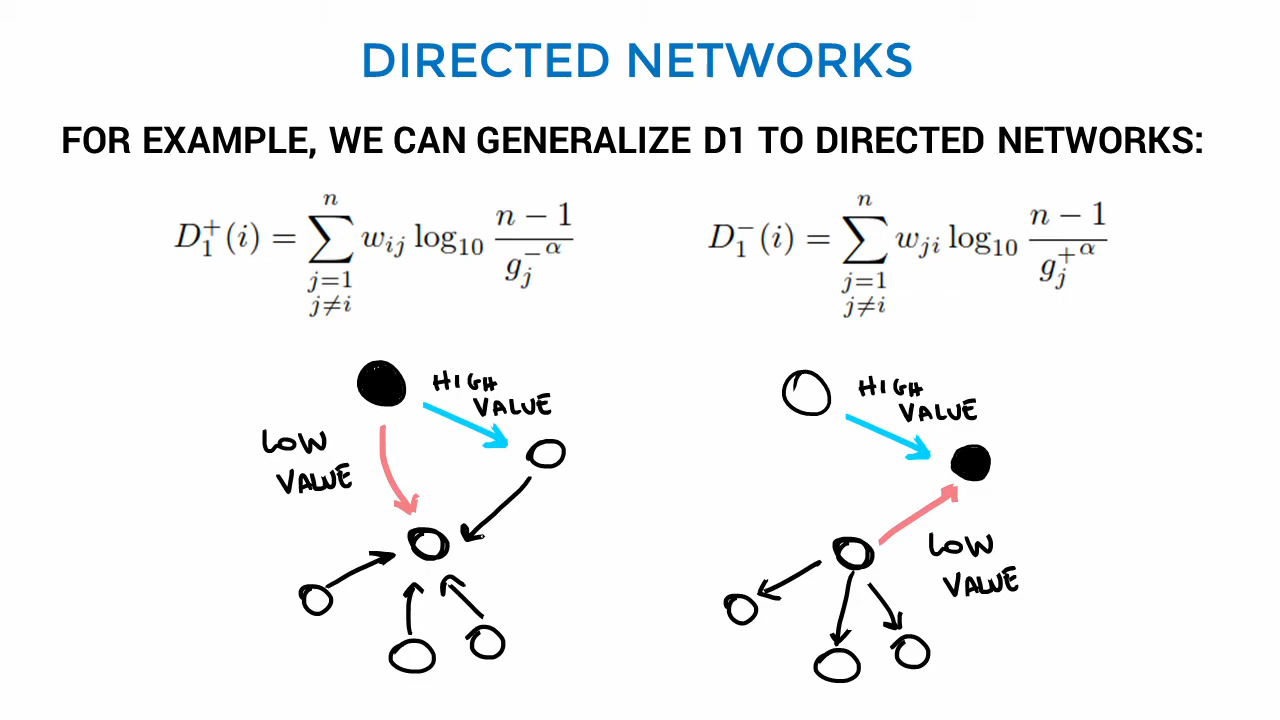 DIRECTED NETWORKS
FOR EXAMPLE, WE CAN GENERALIZE D1 TO DIRECTED NETWORKS:
$D_1^+(i) = \sum_{\substack{j=1 \\ j \neq i}}^{n} w_{ij} \log_{10} \frac{n-1}{{g_j^-}^{\alpha}}$
$D_1^-(i) = \sum_{\substack{j=1 \\ j \neq i}}^{n} w_{ji} \log_{10} \frac{n-1}{{g_j^+}^{\alpha}}$
HIGH
VALUE
LOW
VALUE
HIGH
VALUE
LOW
VALUE